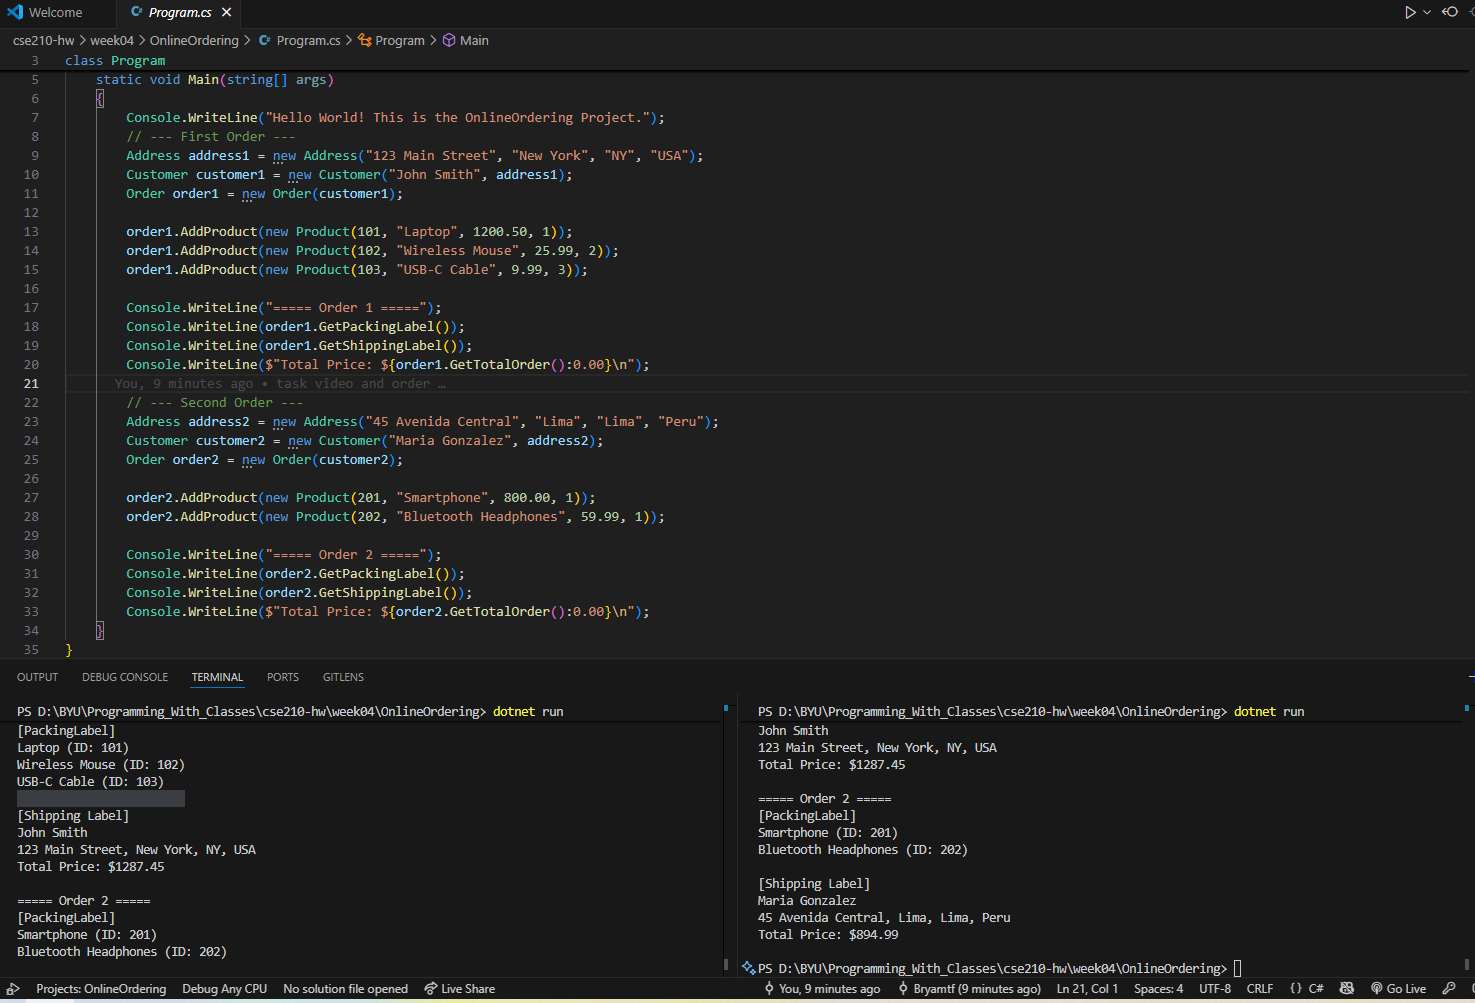 Welcome
C# Program.cs
cse210-hw > week04 > OnlineOrdering > C# Program.cs > Program > Main
3 class Program
5 static void Main(string[] args)
6 {
7 Console.WriteLine("Hello World! This is the OnlineOrdering Project.");
8 // --- First Order ---
9 Address address1 = new Address("123 Main Street", "New York", "NY", "USA");
10 Customer customer1 = new Customer("John Smith", address1);
11 Order order1 = new Order(customer1);
12
13 order1.AddProduct(new Product(101, "Laptop", 1200.50, 1));
14 order1.AddProduct(new Product(102, "Wireless Mouse", 25.99, 2));
15 order1.AddProduct(new Product(103, "USB-C Cable", 9.99, 3));
16
17 Console.WriteLine("===== Order 1 =====");
18 Console.WriteLine(order1.GetPackingLabel());
19 Console.WriteLine(order1.GetShippingLabel());
20 Console.WriteLine($"Total Price: ${order1.GetTotalOrder():0.00}\n");
21 You, 9 minutes ago • task video and order …
22 // --- Second Order ---
23 Address address2 = new Address("45 Avenida Central", "Lima", "Lima", "Peru");
24 Customer customer2 = new Customer("Maria Gonzalez", address2);
25 Order order2 = new Order(customer2);
26
27 order2.AddProduct(new Product(201, "Smartphone", 800.00, 1));
28 order2.AddProduct(new Product(202, "Bluetooth Headphones", 59.99, 1));
29
30 Console.WriteLine("===== Order 2 =====");
31 Console.WriteLine(order2.GetPackingLabel());
32 Console.WriteLine(order2.GetShippingLabel());
33 Console.WriteLine($"Total Price: ${order2.GetTotalOrder():0.00}\n");
34 }
35 }
OUTPUT DEBUG CONSOLE TERMINAL PORTS GITLENS
PS D:\BYU\Programming_With_Classes\cse210-hw\week04\OnlineOrdering> dotnet run
[PackingLabel]
Laptop (ID: 101)
Wireless Mouse (ID: 102)
USB-C Cable (ID: 103)
[Shipping Label]
John Smith
123 Main Street, New York, NY, USA
Total Price: $1287.45
===== Order 2 =====
[PackingLabel]
Smartphone (ID: 201)
Bluetooth Headphones (ID: 202)
PS D:\BYU\Programming_With_Classes\cse210-hw\week04\OnlineOrdering> dotnet run
John Smith
123 Main Street, New York, NY, USA
Total Price: $1287.45
===== Order 2 =====
[PackingLabel]
Smartphone (ID: 201)
Bluetooth Headphones (ID: 202)
[Shipping Label]
Maria Gonzalez
45 Avenida Central, Lima, Lima, Peru
Total Price: $894.99
PS D:\BYU\Programming_With_Classes\cse210-hw\week04\OnlineOrdering>
Projects: OnlineOrdering Debug Any CPU No solution file opened Live Share You, 9 minutes ago Bryamtf (9 minutes ago) Ln 21, Col 1 Spaces: 4 UTF-8 CRLF {} C# Go Live